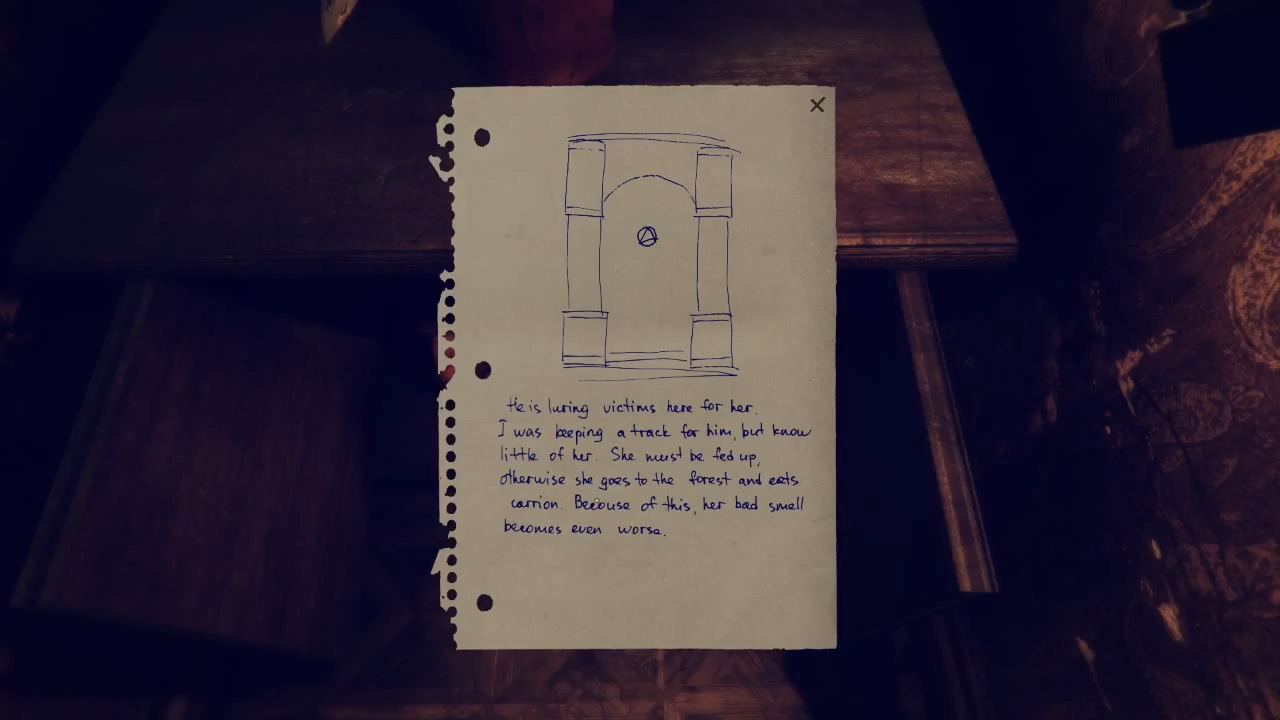 He is luring victims here for her.
I was keeping a track for him, but know
little of her. She must be fed up,
otherwise she goes to the forest and eats
carrion. Because of this, her bad smell
becomes even worse.